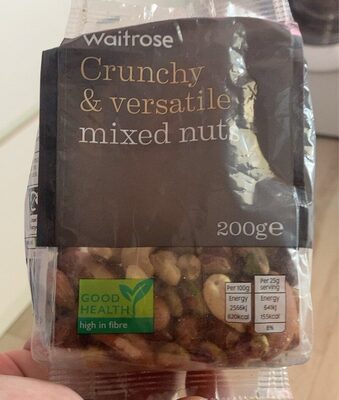 Waitrose
Crunchy
& versatile
mixed nuts
200g℮
GOOD
HEALTH
high in fibre
Per 100g
Energy
2565kJ
620kcal
Per 25g
serving
Energy
641kJ
155kcal
8%